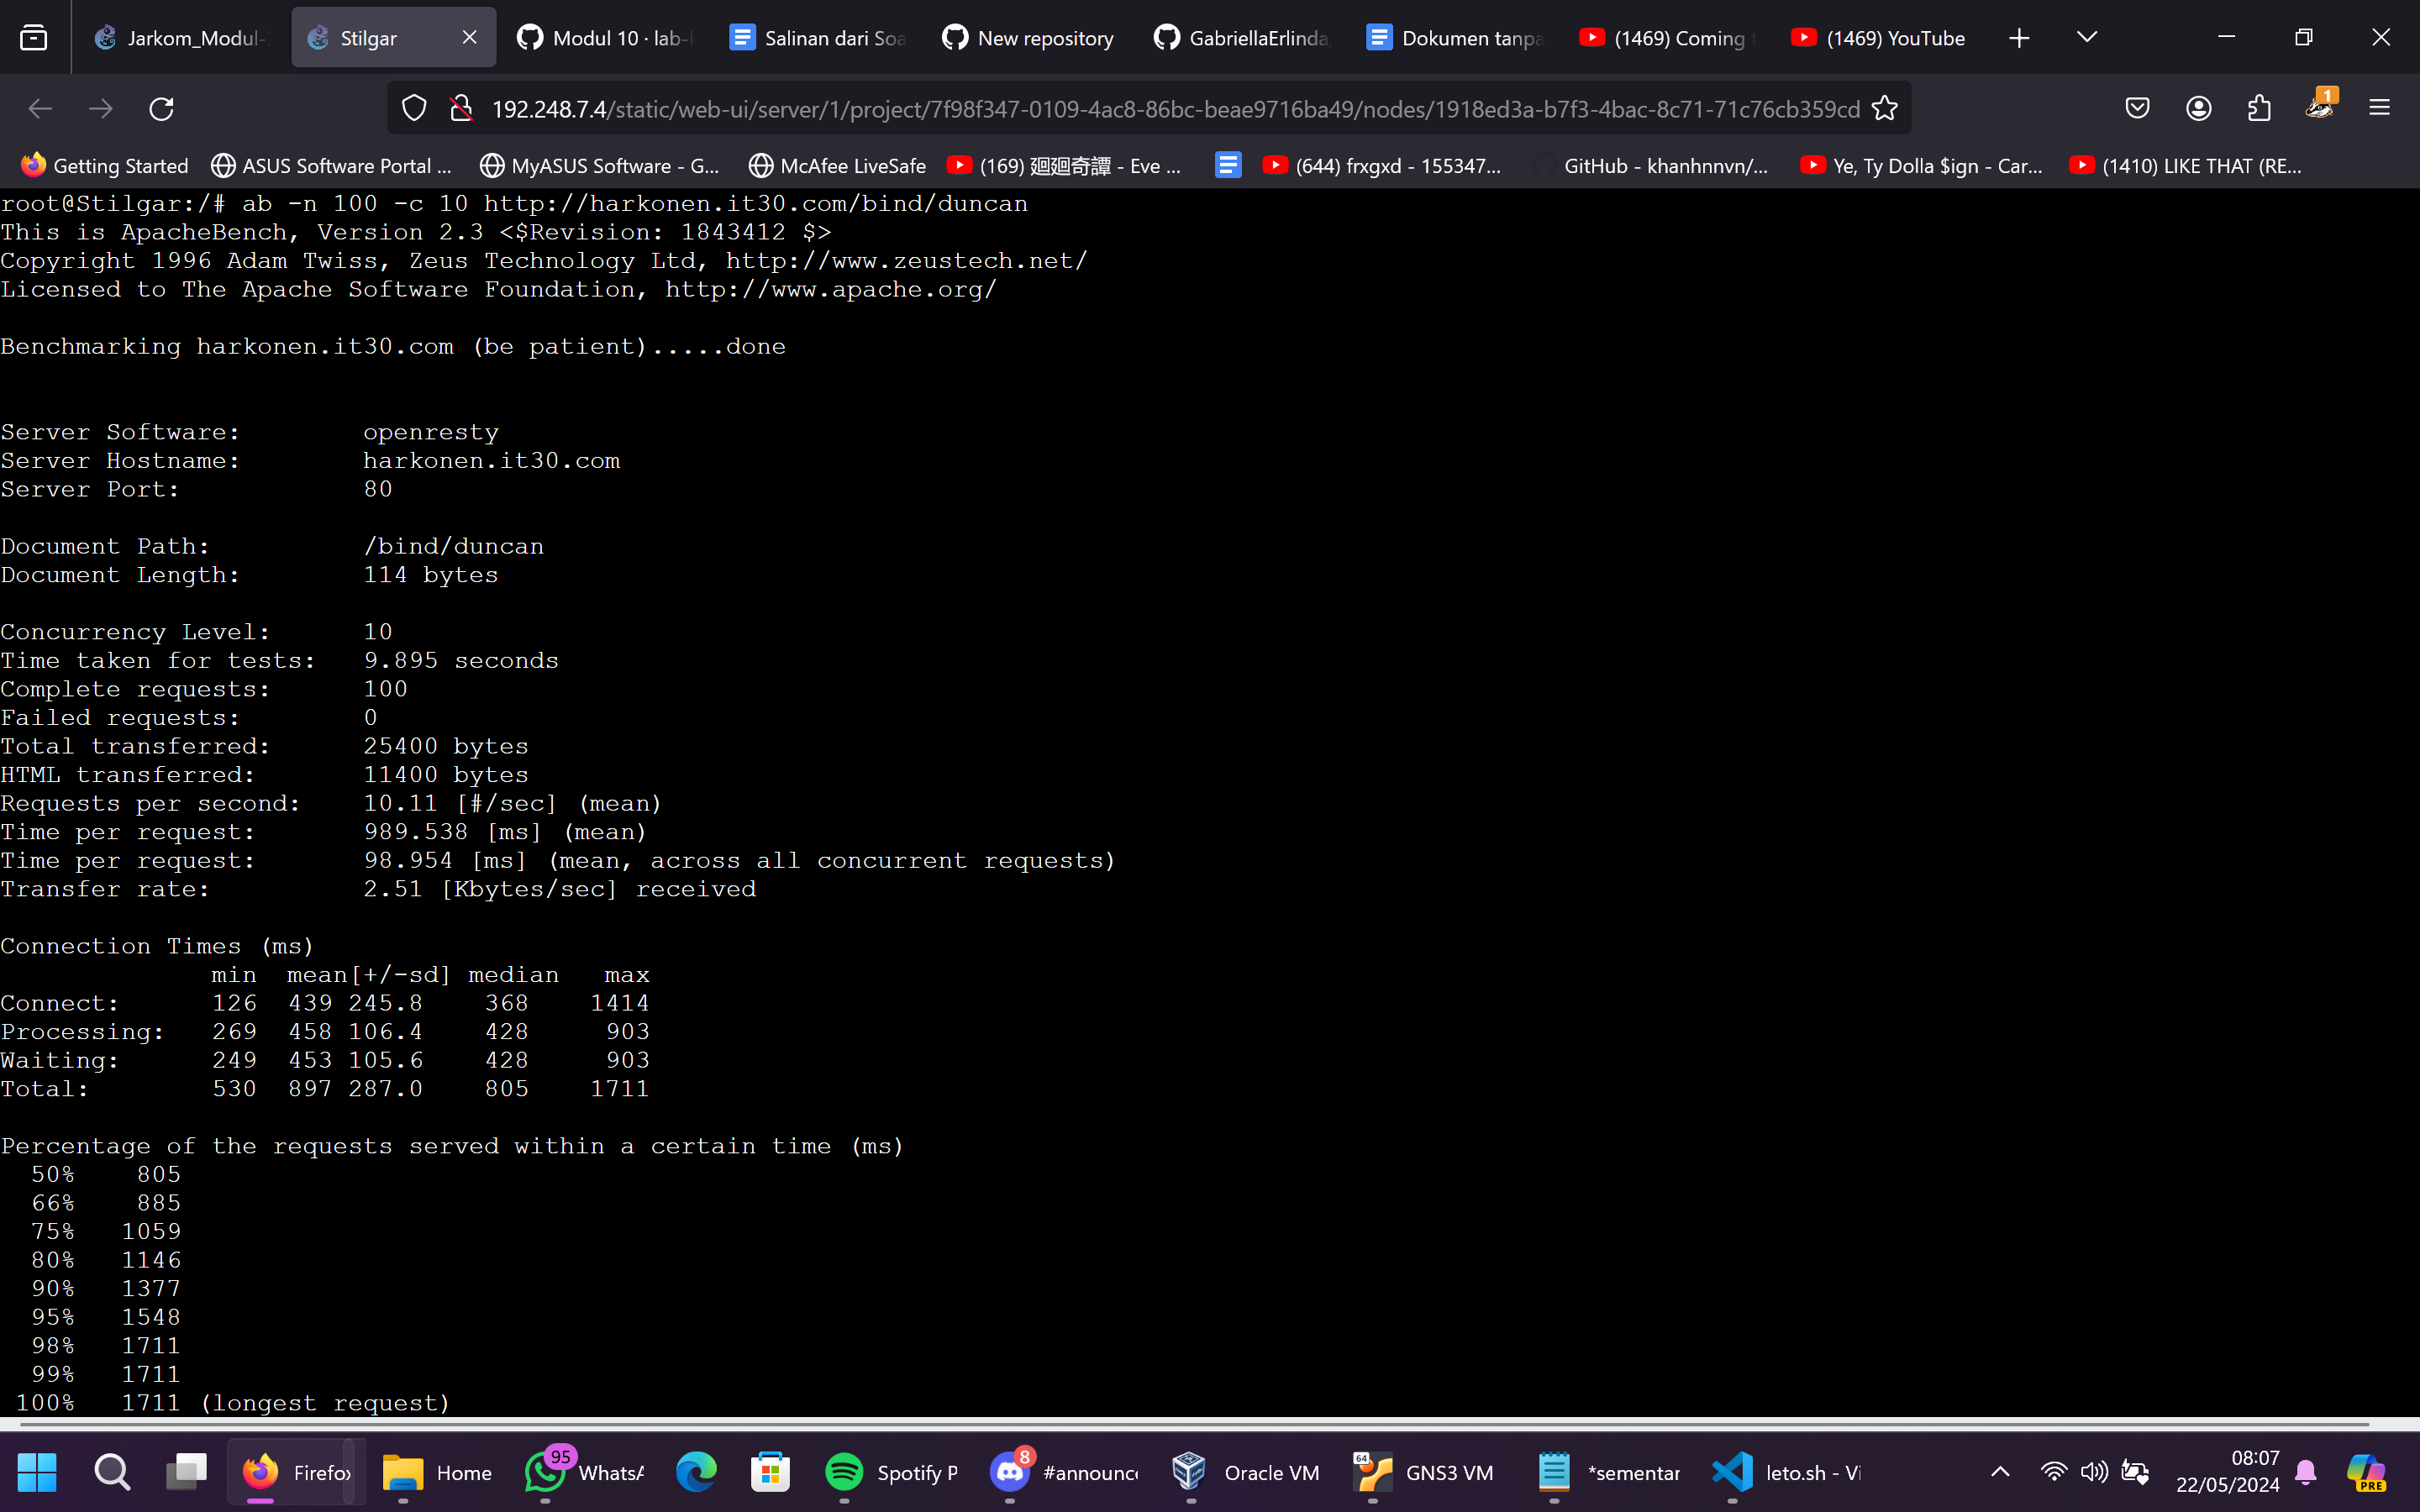 Jarkom_Modul-
Stilgar
Modul 10 · lab-
Salinan dari Soa
New repository
GabriellaErlinda
Dokumen tanpa
(1469) Coming
(1469) YouTube
192.248.7.4/static/web-ui/server/1/project/7f98f347-0109-4ac8-86bc-beae9716ba49/nodes/1918ed3a-b7f3-4bac-8c71-71c76cb359cd
1
Getting Started
ASUS Software Portal ...
MyASUS Software - G...
McAfee LiveSafe
(169) 廻廻奇譚 - Eve ...
(644) frxgxd - 155347...
GitHub - khanhnnvn/...
Ye, Ty Dolla $ign - Car...
(1410) LIKE THAT (RE...
root@Stilgar:/# ab -n 100 -c 10 http://harkonen.it30.com/bind/duncan
This is ApacheBench, Version 2.3 <$Revision: 1843412 $>
Copyright 1996 Adam Twiss, Zeus Technology Ltd, http://www.zeustech.net/
Licensed to The Apache Software Foundation, http://www.apache.org/
Benchmarking harkonen.it30.com (be patient).....done
Server Software:        openresty
Server Hostname:        harkonen.it30.com
Server Port:            80
Document Path:          /bind/duncan
Document Length:        114 bytes
Concurrency Level:      10
Time taken for tests:   9.895 seconds
Complete requests:      100
Failed requests:        0
Total transferred:      25400 bytes
HTML transferred:       11400 bytes
Requests per second:    10.11 [#/sec] (mean)
Time per request:       989.538 [ms] (mean)
Time per request:       98.954 [ms] (mean, across all concurrent requests)
Transfer rate:          2.51 [Kbytes/sec] received
Connection Times (ms)
              min  mean[+/-sd] median   max
Connect:      126  439 245.8    368    1414
Processing:   269  458 106.4    428     903
Waiting:      249  453 105.6    428     903
Total:        530  897 287.0    805    1711
Percentage of the requests served within a certain time (ms)
  50%    805
  66%    885
  75%   1059
  80%   1146
  90%   1377
  95%   1548
  98%   1711
  99%   1711
 100%   1711 (longest request)
Firefo
Home
95
WhatsA
Spotify P
8
#announc
Oracle VM
64
GNS3 VM
*sementar
leto.sh - Vi
08:07
22/05/2024
PRE